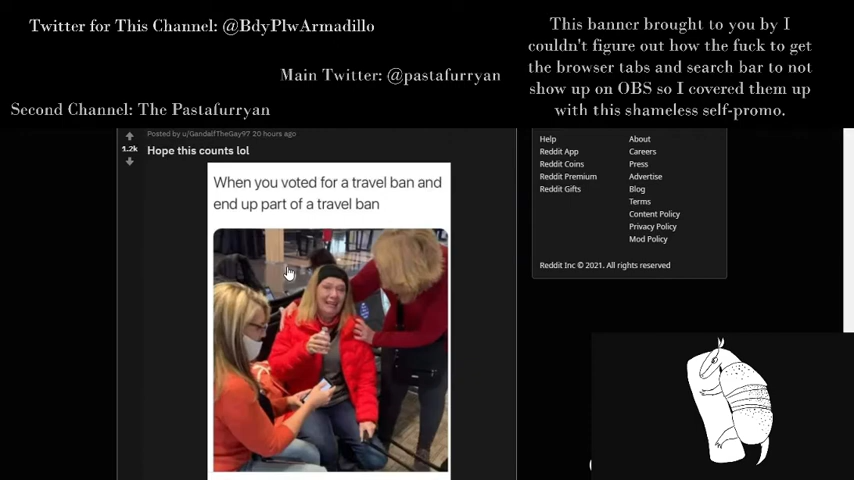 Twitter for This Channel: @BdyPlwArmadillo
Main Twitter: @pastafurryan
Second Channel: The Pastafurryan
This banner brought to you by I
couldn't figure out how the fuck to get
the browser tabs and search bar to not
show up on OBS so I covered them up
with this shameless self-promo.
Posted by u/GandalfTheGay97 20 hours ago
1.2k
Hope this counts lol
When you voted for a travel ban and
end up part of a travel ban
Help
Reddit App
Reddit Coins
Reddit Premium
Reddit Gifts
About
Careers
Press
Advertise
Blog
Terms
Content Policy
Privacy Policy
Mod Policy
Reddit Inc © 2021. All rights reserved